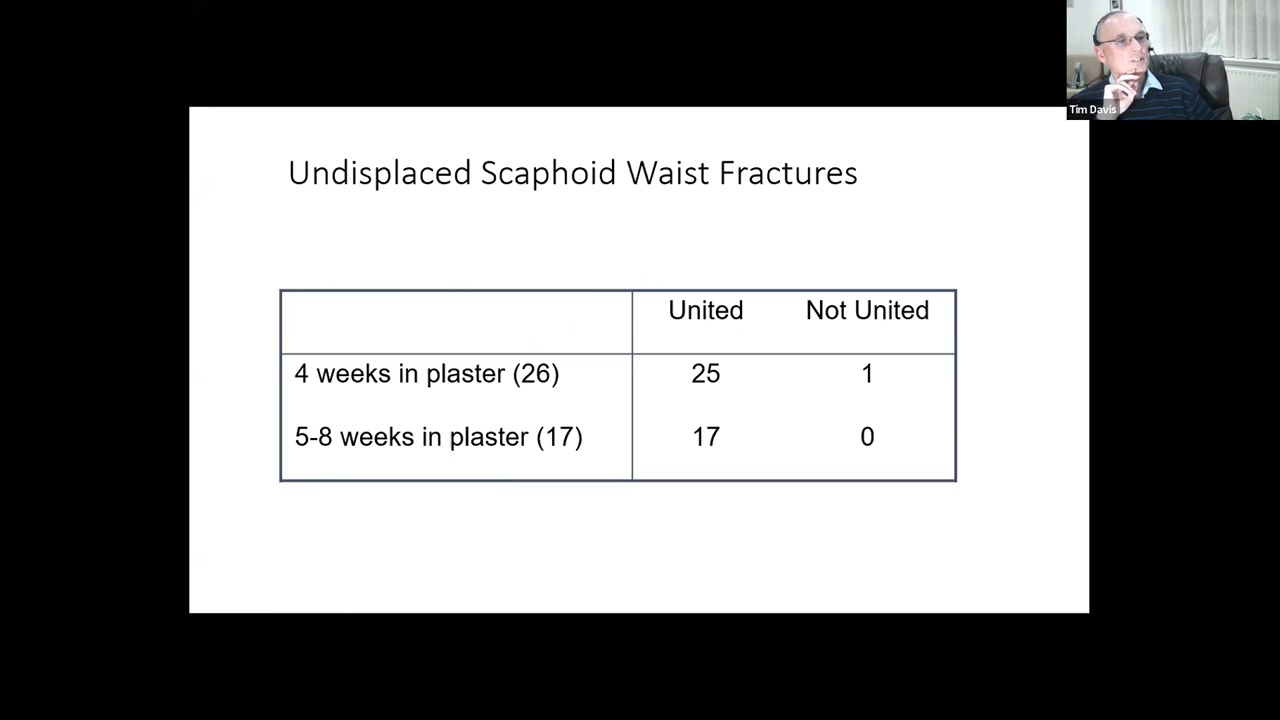 Tim Davis
Undisplaced Scaphoid Waist Fractures
United Not United
4 weeks in plaster (26) 25 1
5-8 weeks in plaster (17) 17 0